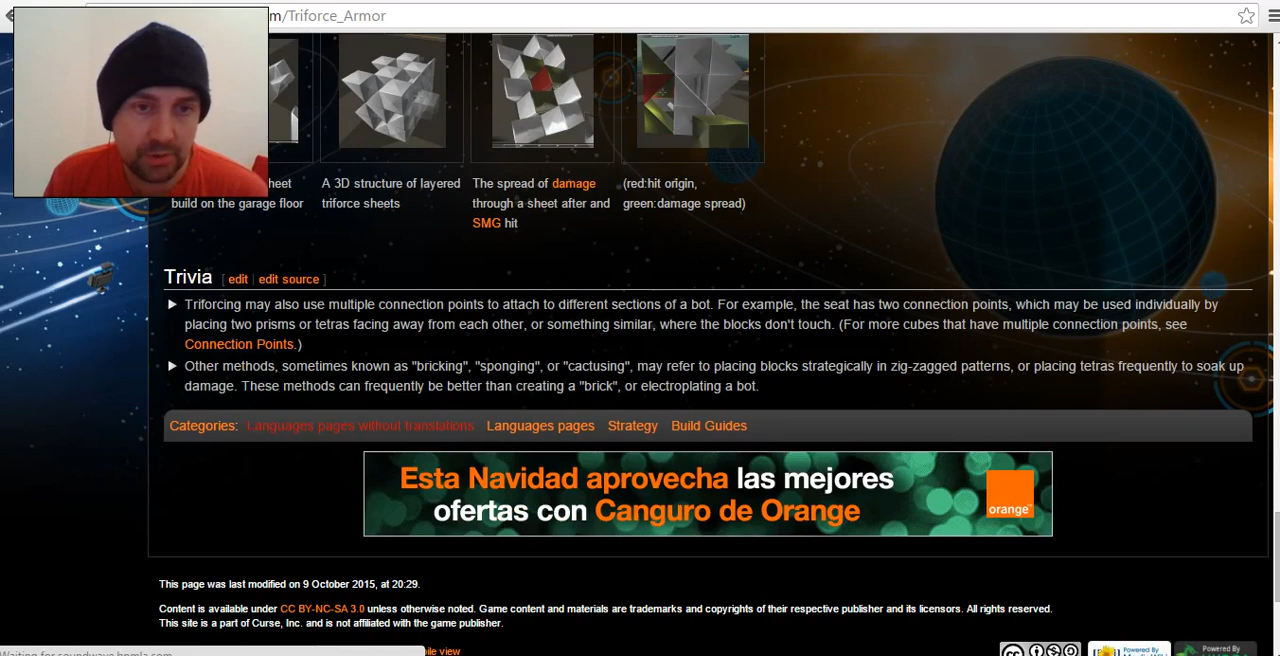 m/Triforce_Armor
heet
build on the garage floor
A 3D structure of layered
triforce sheets
The spread of damage
through a sheet after and
SMG hit
(red:hit origin,
green:damage spread)
Trivia [ edit | edit source ]
Triforcing may also use multiple connection points to attach to different sections of a bot. For example, the seat has two connection points, which may be used individually by
placing two prisms or tetras facing away from each other, or something similar, where the blocks don't touch. (For more cubes that have multiple connection points, see
Connection Points.)
Other methods, sometimes known as "bricking", "sponging", or "cactusing", may refer to placing blocks strategically in zig-zagged patterns, or placing tetras frequently to soak up
damage. These methods can frequently be better than creating a "brick", or electroplating a bot.
Categories: Languages pages without translations Languages pages Strategy Build Guides
Esta Navidad aprovecha las mejores
ofertas con Canguro de Orange
orange
This page was last modified on 9 October 2015, at 20:29.
Content is available under CC BY-NC-SA 3.0 unless otherwise noted. Game content and materials are trademarks and copyrights of their respective publisher and its licensors. All rights reserved.
This site is a part of Curse, Inc. and is not affiliated with the game publisher.
ile view
Powered By
Powered By